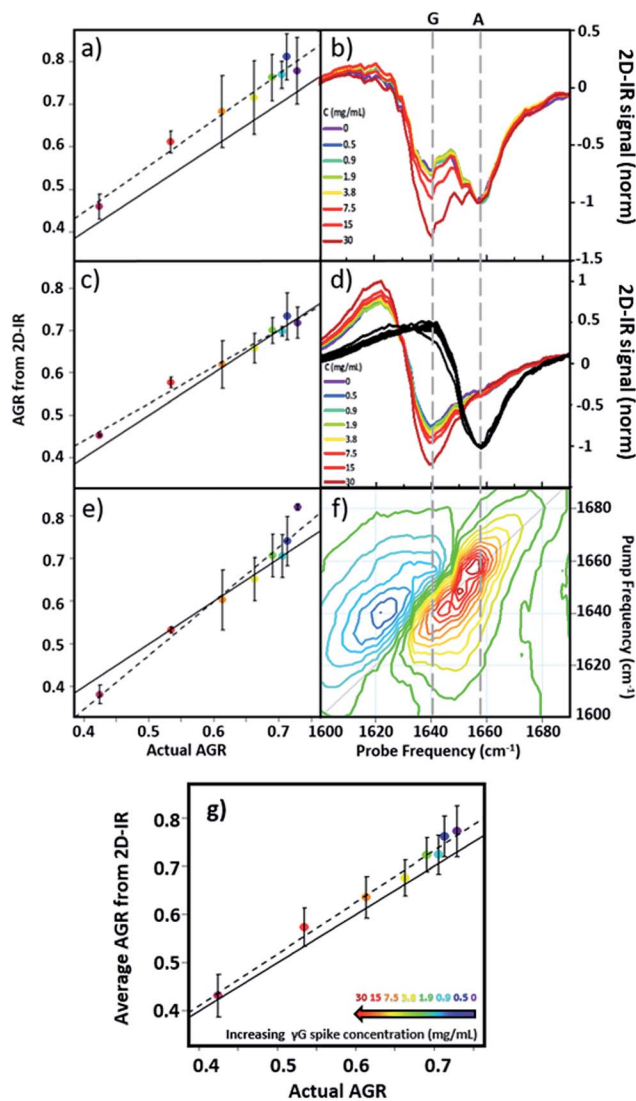 G A
a)
0.8
0.7
0.6
0.5
0.4
b)
C (mg/mL)
0
0.5
0.9
1.9
3.8
7.5
15
30
0.5
0
-0.5
-1
-1.5
2D-IR signal (norm)
c)
0.8
0.7
0.6
0.5
0.4
AGR from 2D-IR
d)
C (mg/mL)
0
0.5
0.9
1.9
3.8
7.5
15
30
1
0.5
0
-0.5
-1
2D-IR signal (norm)
e)
0.8
0.7
0.6
0.5
0.4
0.4 0.5 0.6 0.7
Actual AGR
f)
1680
1660
1640
1620
1600
Pump Frequency (cm-1)
1600 1620 1640 1660 1680
Probe Frequency (cm-1)
g)
0.8
0.7
0.6
0.5
0.4
Average AGR from 2D-IR
30 15 7.5 3.8 1.9 0.9 0.5 0
Increasing γG spike concentration (mg/mL)
0.4 0.5 0.6 0.7
Actual AGR